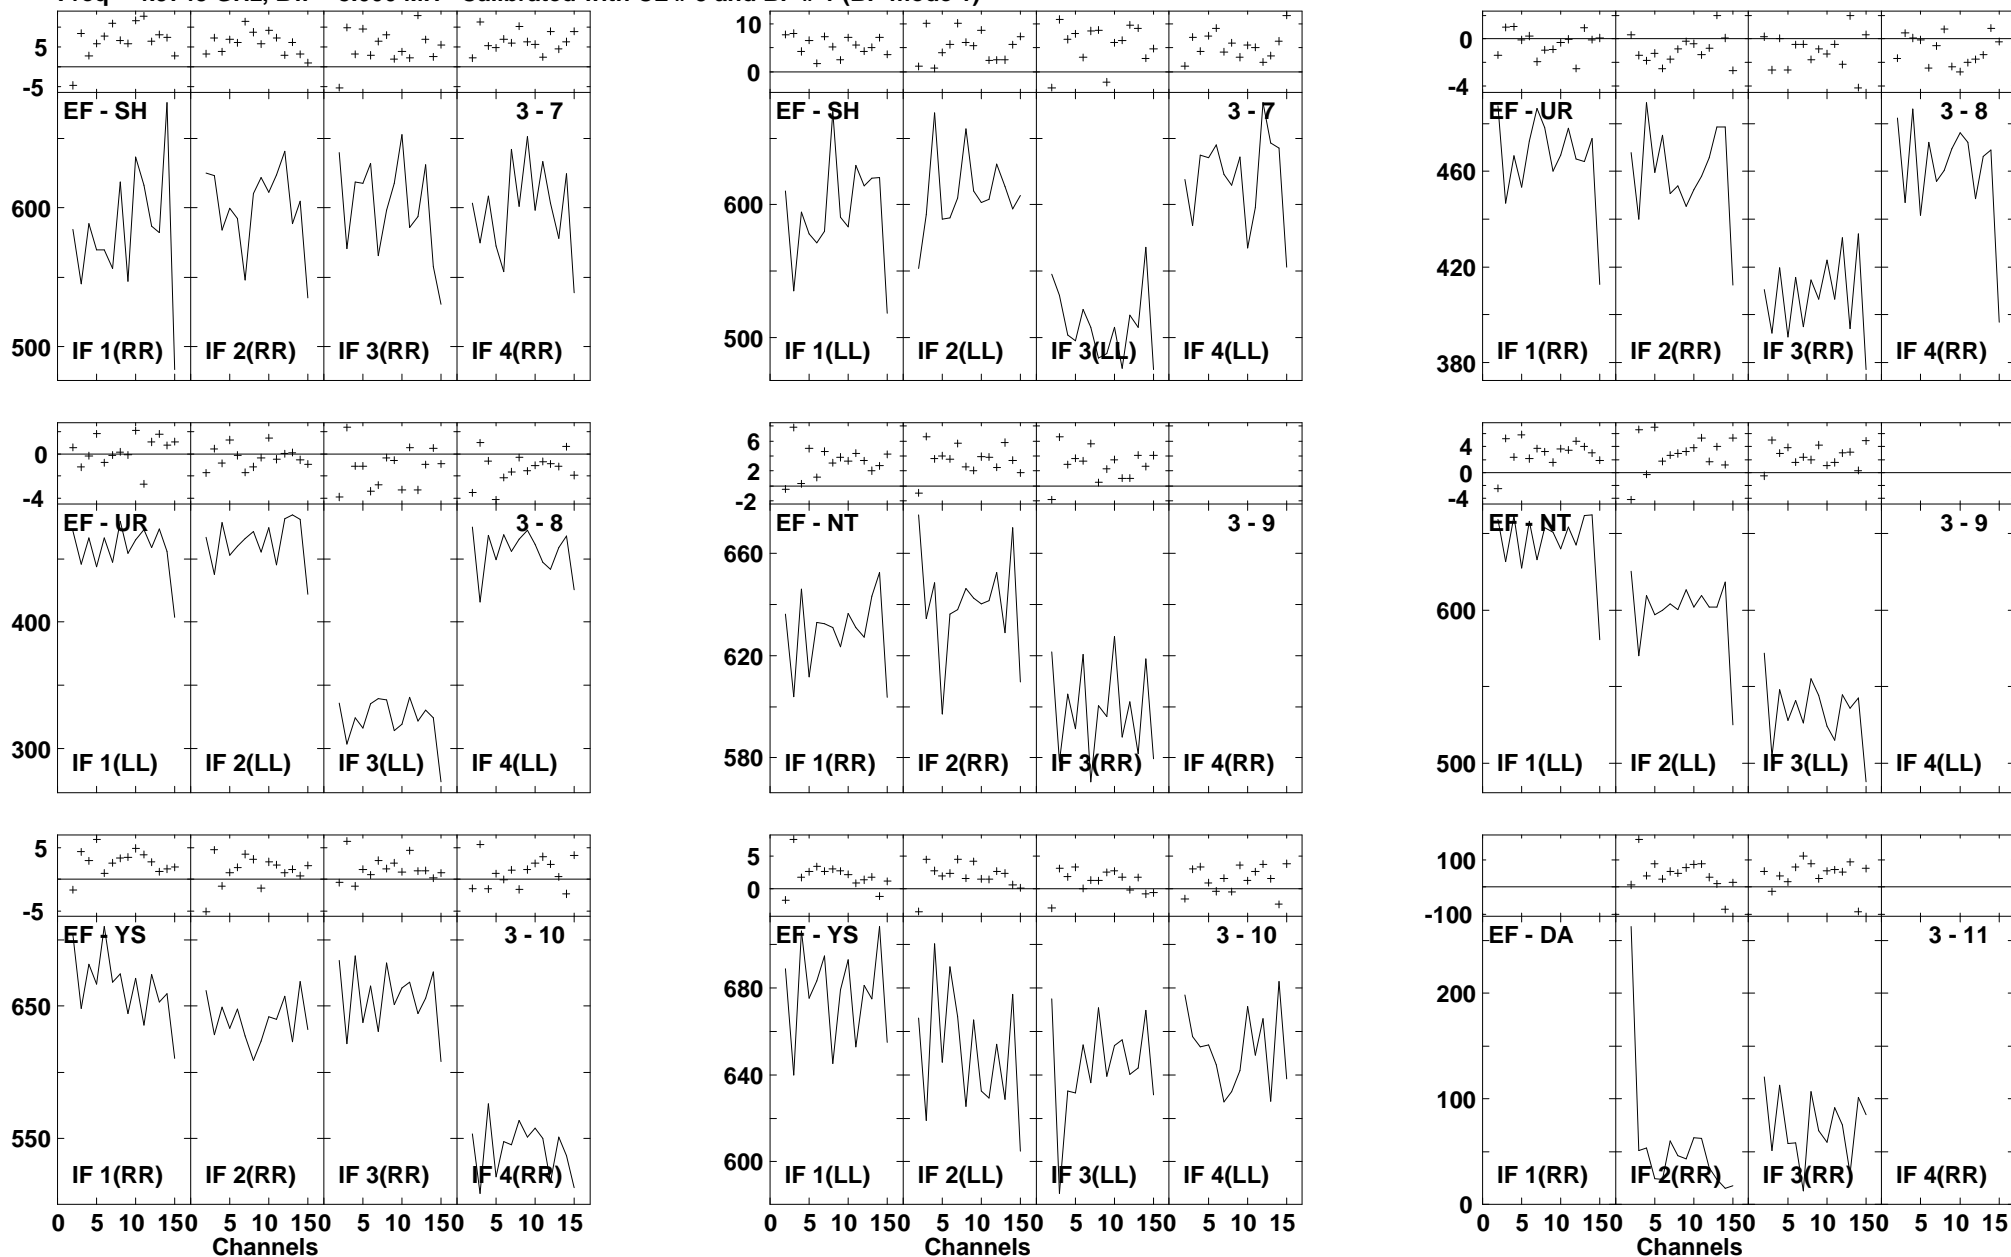 5
-5
EF - SH
3 - 7
600
500
IF 1(RR)
IF 2(RR)
IF 3(RR)
IF 4(RR)
10
0
EF - SH
3 - 7
600
500
IF 1(LL)
IF 2(LL)
IF 3(LL)
IF 4(LL)
0
-4
EF - UR
3 - 8
460
420
380
IF 1(RR)
IF 2(RR)
IF 3(RR)
IF 4(RR)
0
-4
EF - UR
3 - 8
400
300
IF 1(LL)
IF 2(LL)
IF 3(LL)
IF 4(LL)
6
2
-2
EF - NT
3 - 9
660
620
580
IF 1(RR)
IF 2(RR)
IF 3(RR)
IF 4(RR)
4
0
-4
EF - NT
3 - 9
600
500
IF 1(LL)
IF 2(LL)
IF 3(LL)
IF 4(LL)
5
-5
EF - YS
3 - 10
650
550
IF 1(RR)
IF 2(RR)
IF 3(RR)
IF 4(RR)
0 5 10 150 5 10 150 5 10 150 5 10 15
Channels
5
0
EF - YS
3 - 10
680
640
600
IF 1(LL)
IF 2(LL)
IF 3(LL)
IF 4(LL)
0 5 10 150 5 10 150 5 10 150 5 10 15
Channels
100
-100
EF - DA
3 - 11
200
100
0
IF 1(RR)
IF 2(RR)
IF 3(RR)
IF 4(RR)
0 5 10 150 5 10 150 5 10 150 5 10 15
Channels